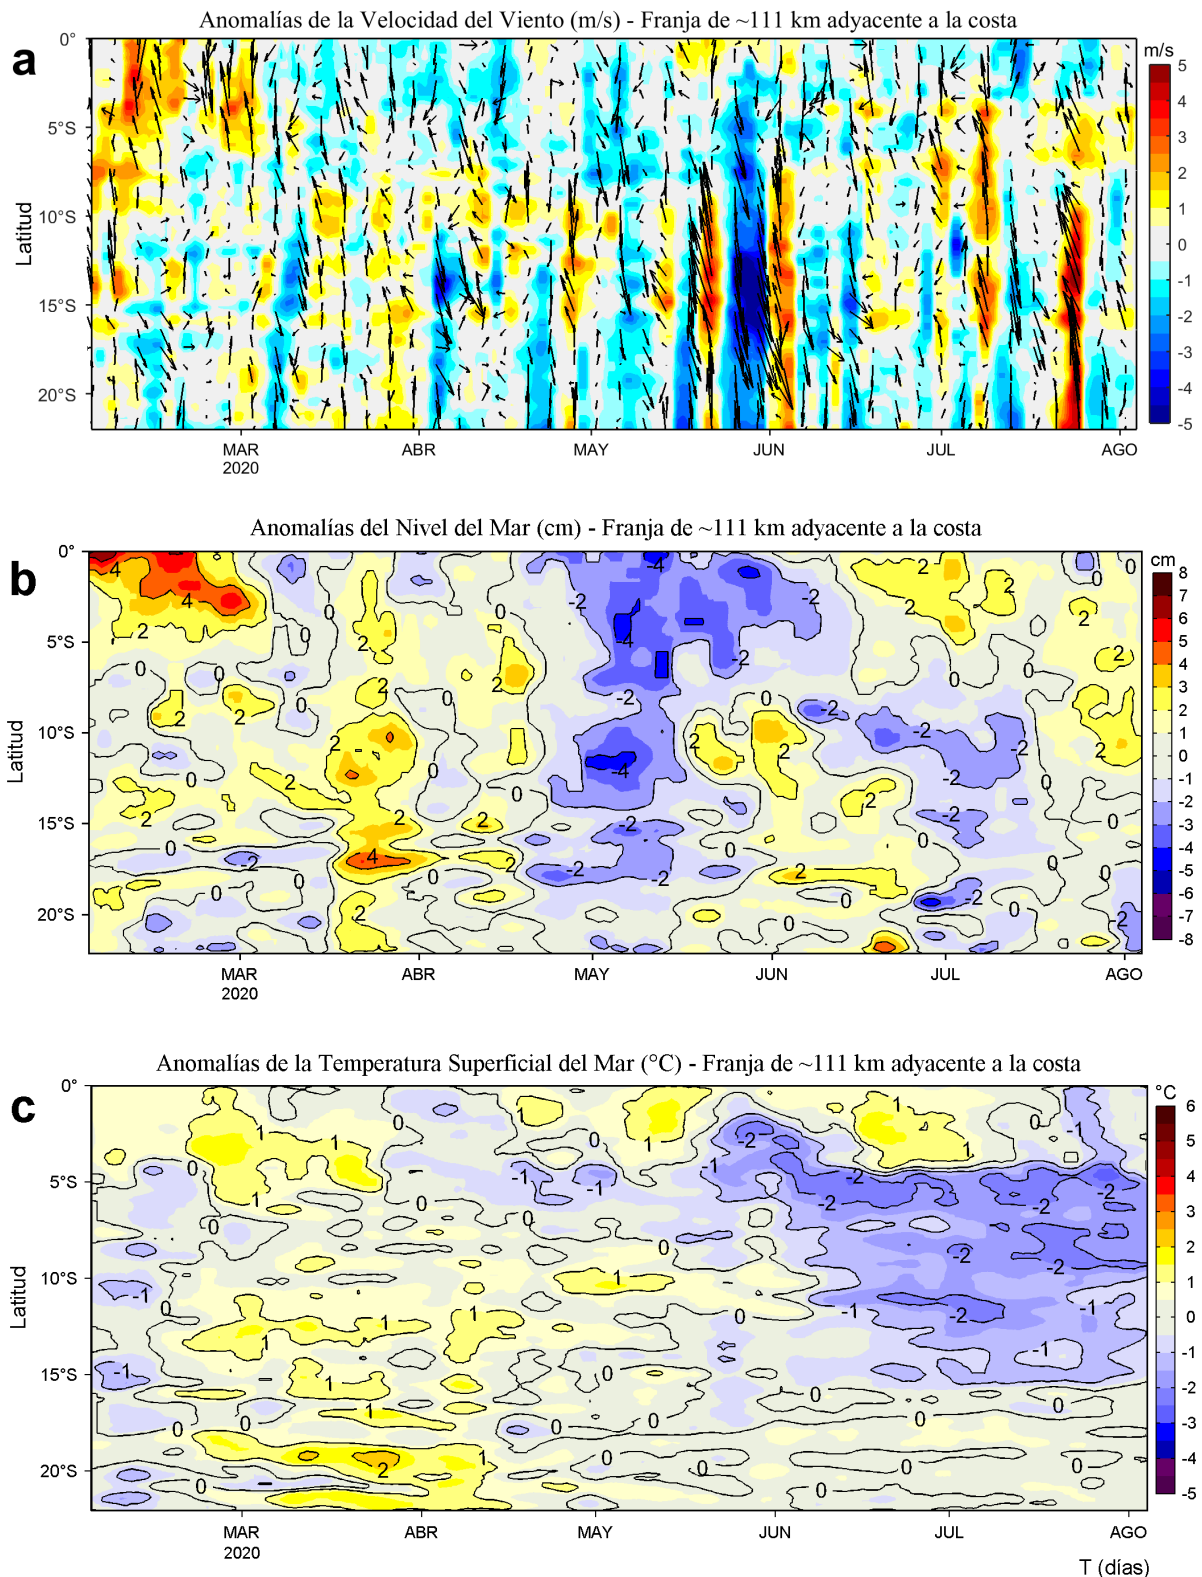 Anomalías de la Velocidad del Viento (m/s) - Franja de ~111 km adyacente a la costa
a
m/s
0°
5°S
10°S
15°S
20°S
Latitud
5
4
3
2
1
0
-1
-2
-3
-4
-5
MAR
2020
ABR
MAY
JUN
JUL
AGO
Anomalías del Nivel del Mar (cm) - Franja de ~111 km adyacente a la costa
b
cm
0°
5°S
10°S
15°S
20°S
Latitud
8
7
6
5
4
3
2
1
0
-1
-2
-3
-4
-5
-6
-7
-8
MAR
2020
ABR
MAY
JUN
JUL
AGO
Anomalías de la Temperatura Superficial del Mar (°C) - Franja de ~111 km adyacente a la costa
c
°C
0°
5°S
10°S
15°S
20°S
Latitud
6
5
4
3
2
1
0
-1
-2
-3
-4
-5
MAR
2020
ABR
MAY
JUN
JUL
AGO
T (días)